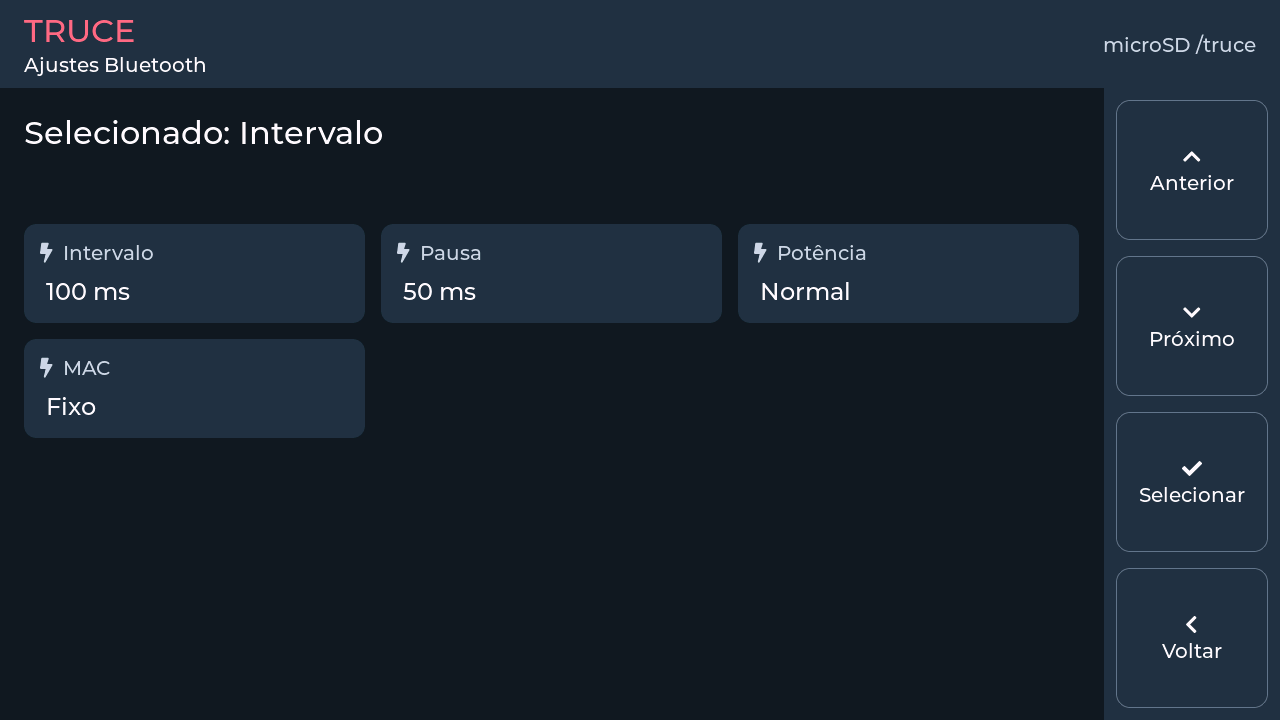 TRUCE
Ajustes Bluetooth
microSD /truce
Selecionado: Intervalo
Intervalo
100 ms
Pausa
50 ms
Potência
Normal
MAC
Fixo
Anterior
Próximo
Selecionar
Voltar